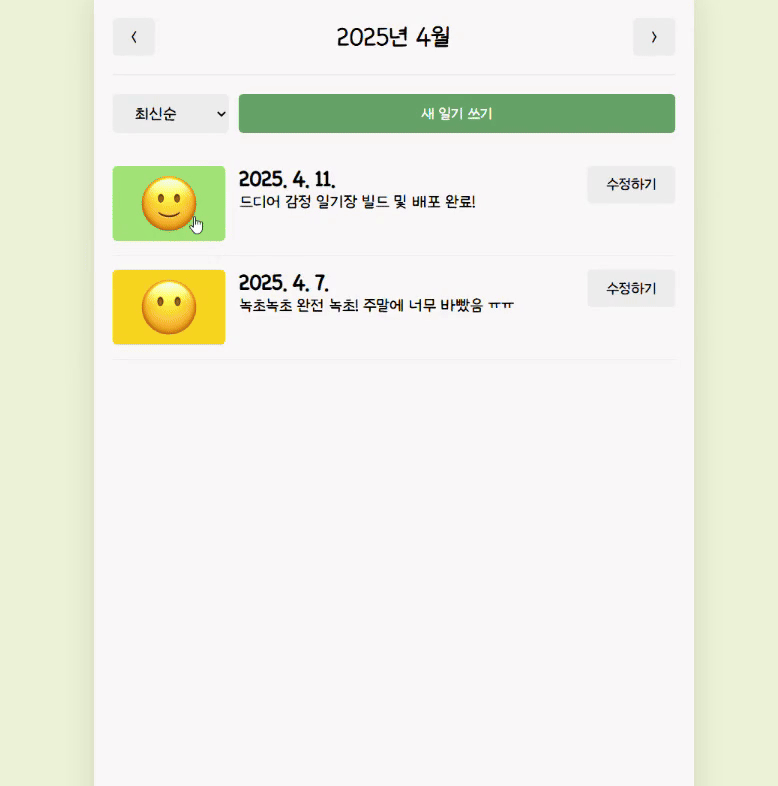 〈 2025년 4월 〉
최신순 새 일기 쓰기
2025. 4. 11. 수정하기
드디어 감정 일기장 빌드 및 배포 완료!
2025. 4. 7. 수정하기
녹초녹초 완전 녹초! 주말에 너무 바빴음 ㅠㅠ